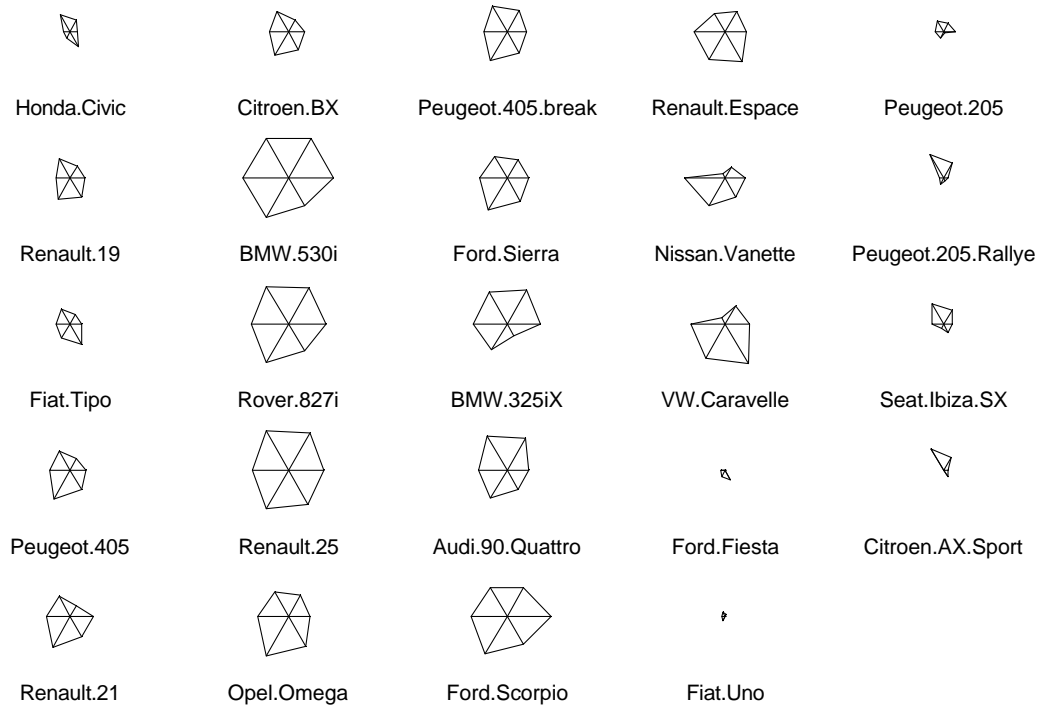 Honda.Civic Citroen.BX Peugeot.405.break Renault.Espace Peugeot.205
Renault.19 BMW.530i Ford.Sierra Nissan.Vanette Peugeot.205.Rallye
Fiat.Tipo Rover.827i BMW.325iX VW.Caravelle Seat.Ibiza.SX
Peugeot.405 Renault.25 Audi.90.Quattro Ford.Fiesta Citroen.AX.Sport
Renault.21 Opel.Omega Ford.Scorpio Fiat.Uno